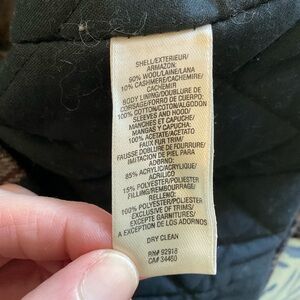 SHELL/EXTERIEUR/
ARMAZON:
90% WOOL/LAINE/LANA
10% CASHMERE/CACHEMIRE/
CACHEMIR
BODY LINING/DOUBLURE DE
CORSAGE/FORRO DE CUERPO:
100% COTTON/COTON/ALGODON
SLEEVES AND HOOD/
MANCHES ET CAPUCHE/
MANGAS Y CAPUCHA:
100% ACETATE/ACETATO
FAUX FUR TRIM/
FAUSSE DOUBLURE DE FOURRURE/
IMITACION DE PIEL PARA
ADORNO:
85% ACRYLIC/ACRYLIQUE/
ACRILICO
15% POLYESTER/POLIESTER
FILLING/REMBOURRAGE/
RELLENO:
100% POLYESTER/POLIESTER
EXCLUSIVE OF TRIMS/
EXCEPTE GARNITURES/
A EXCEPCION DE LOS ADORNOS
DRY CLEAN
RN# 92918
CA# 34460